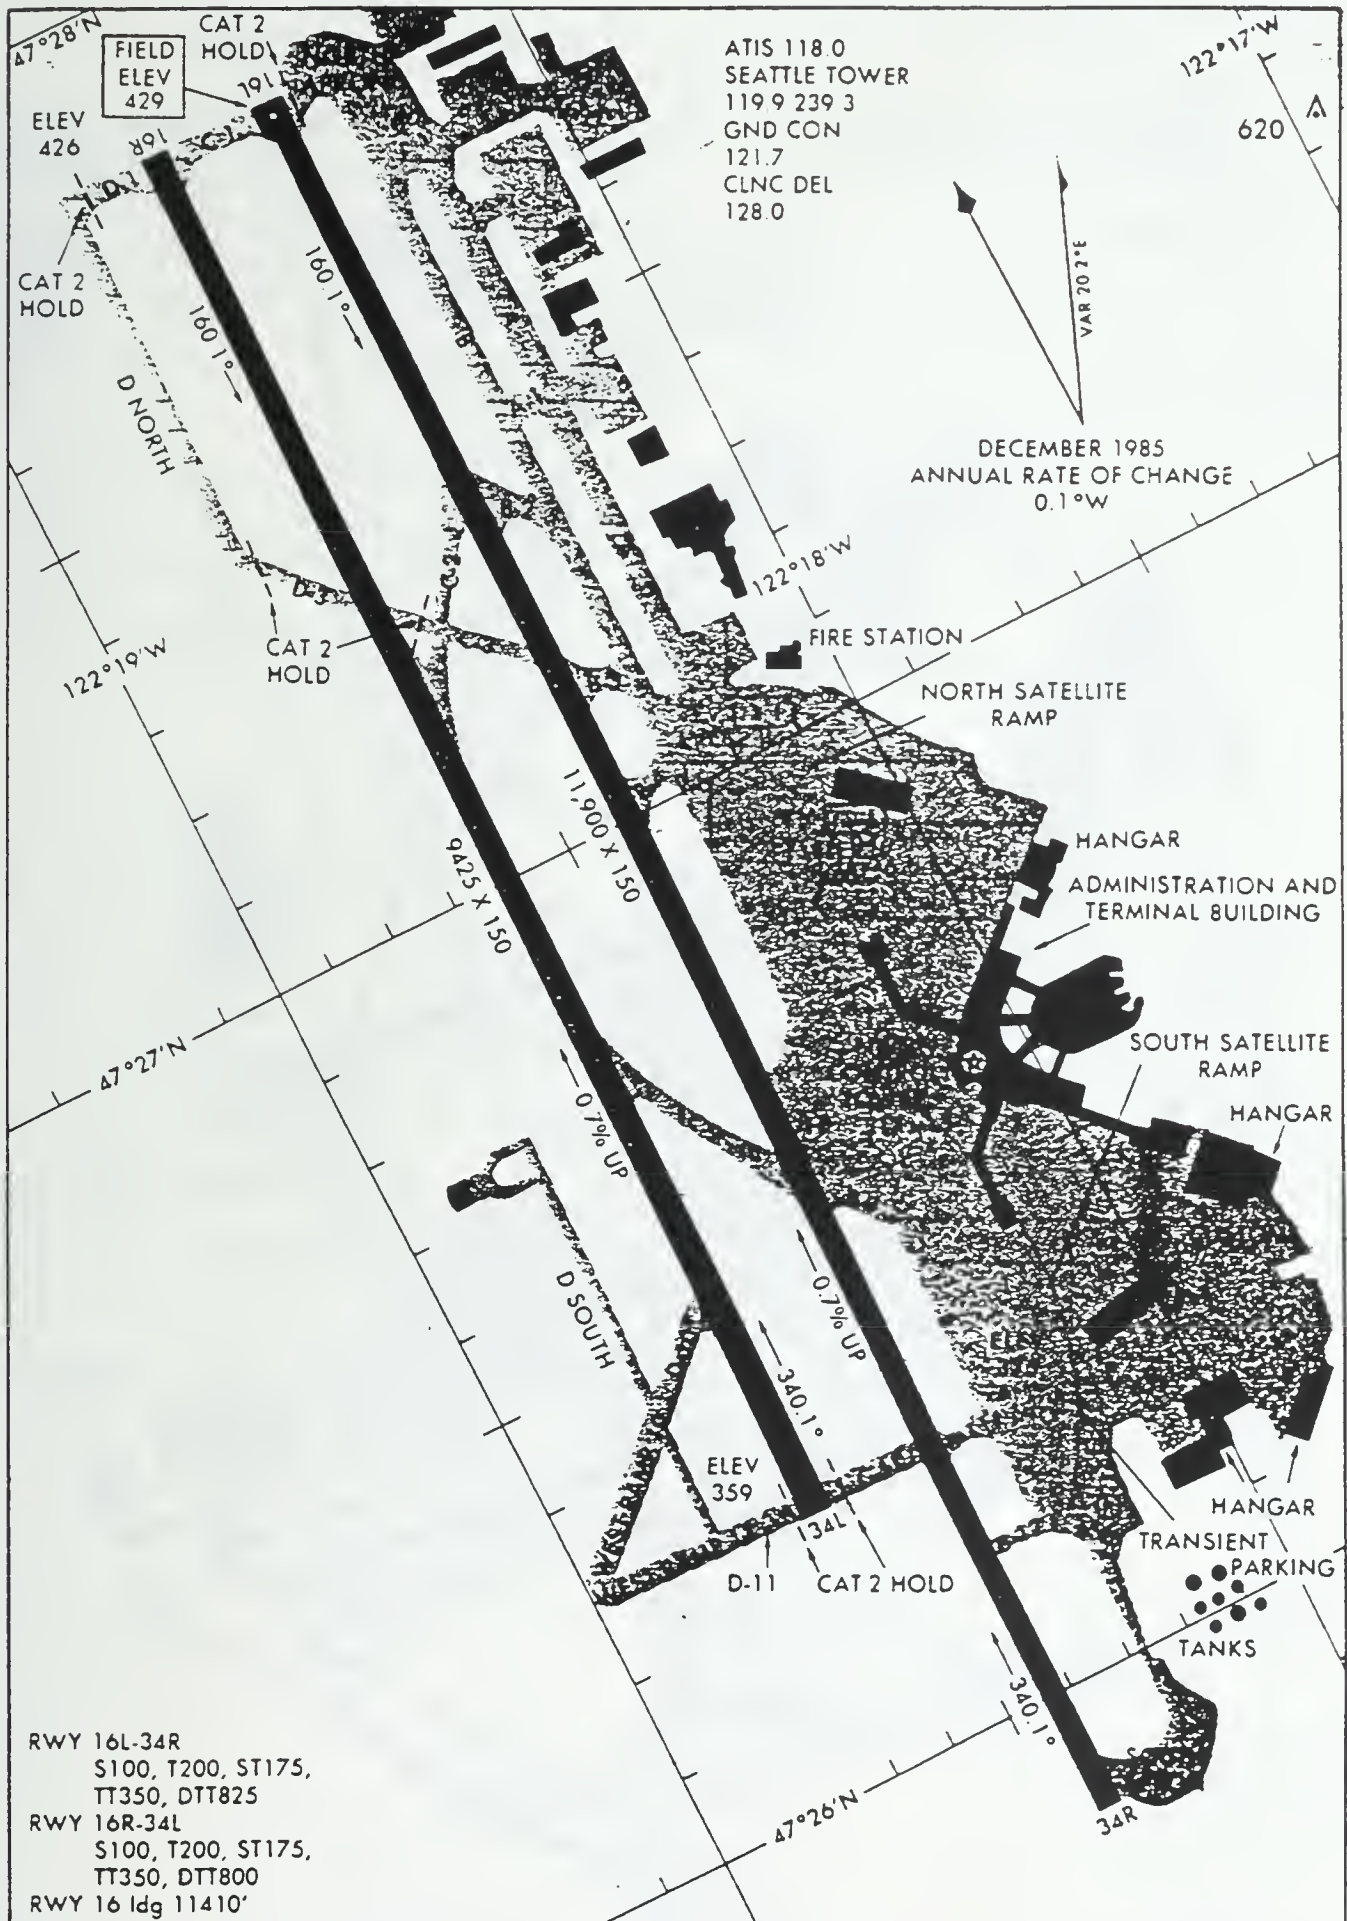 47°28'N
CAT 2
HOLD
FIELD
ELEV
429
ATIS 118.0
SEATTLE TOWER
119.9 239 3
GND CON
121.7
CLNC DEL
128.0
122°17'W
620
ELEV
426
16R
16L
C-1
D-1
CAT 2
HOLD
160.1°
160 1°
B
VAR 20 2°E
D NORTH
DECEMBER 1985
ANNUAL RATE OF CHANGE
0.1°W
C-2
D-3
122°18'W
CAT 2
HOLD
122°19'W
FIRE STATION
NORTH SATELLITE
RAMP
11,900 X 150
9425 X 150
HANGAR
ADMINISTRATION AND
TERMINAL BUILDING
47°27'N
SOUTH SATELLITE
RAMP
HANGAR
0.7% UP
0.7% UP
D SOUTH
340.1°
ELEV
359
34L
D-11
CAT 2 HOLD
HANGAR
TRANSIENT
PARKING
TANKS
340.1°
47°26'N
34R
RWY 16L-34R
S100, T200, ST175,
TT350, DTT825
RWY 16R-34L
S100, T200, ST175,
TT350, DTT800
RWY 16 ldg 11410'